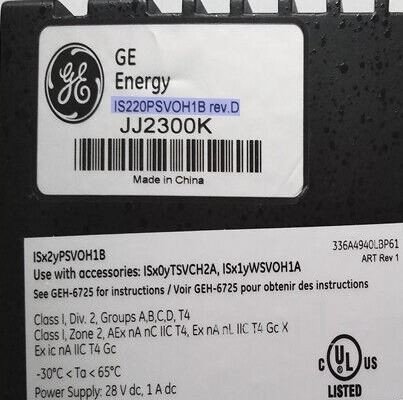 GE
Energy
IS220PSVOH1B rev.D
JJ2300K
Made in China
ISx2yPSVOH1B
336A4940LBP61
ART Rev 1
Use with accessories: ISx0yTSVCH2A, ISx1yWSVOH1A
See GEH-6725 for instructions / Voir GEH-6725 pour obtenir des instructions
Class I, Div. 2, Groups A,B,C,D, T4
Class I, Zone 2, AEx nA nC IIC T4, Ex nA nL IIC T4 Gc X
Ex ic nA IIC T4 Gc
-30°C < Ta < 65°C
Power Supply: 28 V dc, 1 A dc
C UL US
LISTED